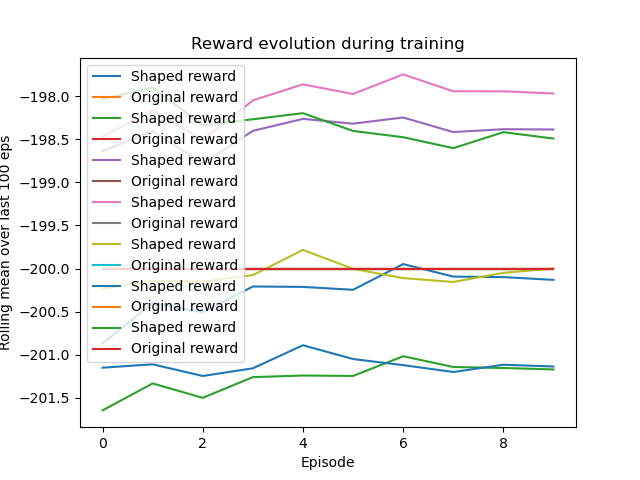 Reward evolution during training
Rolling mean over last 100 eps
−198.0
−198.5
−199.0
−199.5
−200.0
−200.5
−201.0
−201.5
Shaped reward
Original reward
Shaped reward
Original reward
Shaped reward
Original reward
Shaped reward
Original reward
Shaped reward
Original reward
Shaped reward
Original reward
Shaped reward
Original reward
0 2 4 6 8
Episode